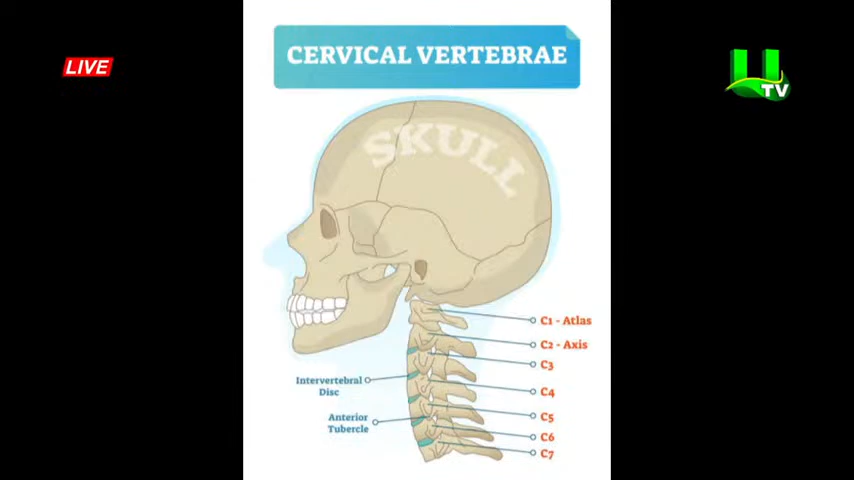 CERVICAL VERTEBRAE
LIVE
U
TV
SKULL
C1 - Atlas
C2 - Axis
C3
Intervertebral
Disc
C4
Anterior
Tubercle
C5
C6
C7